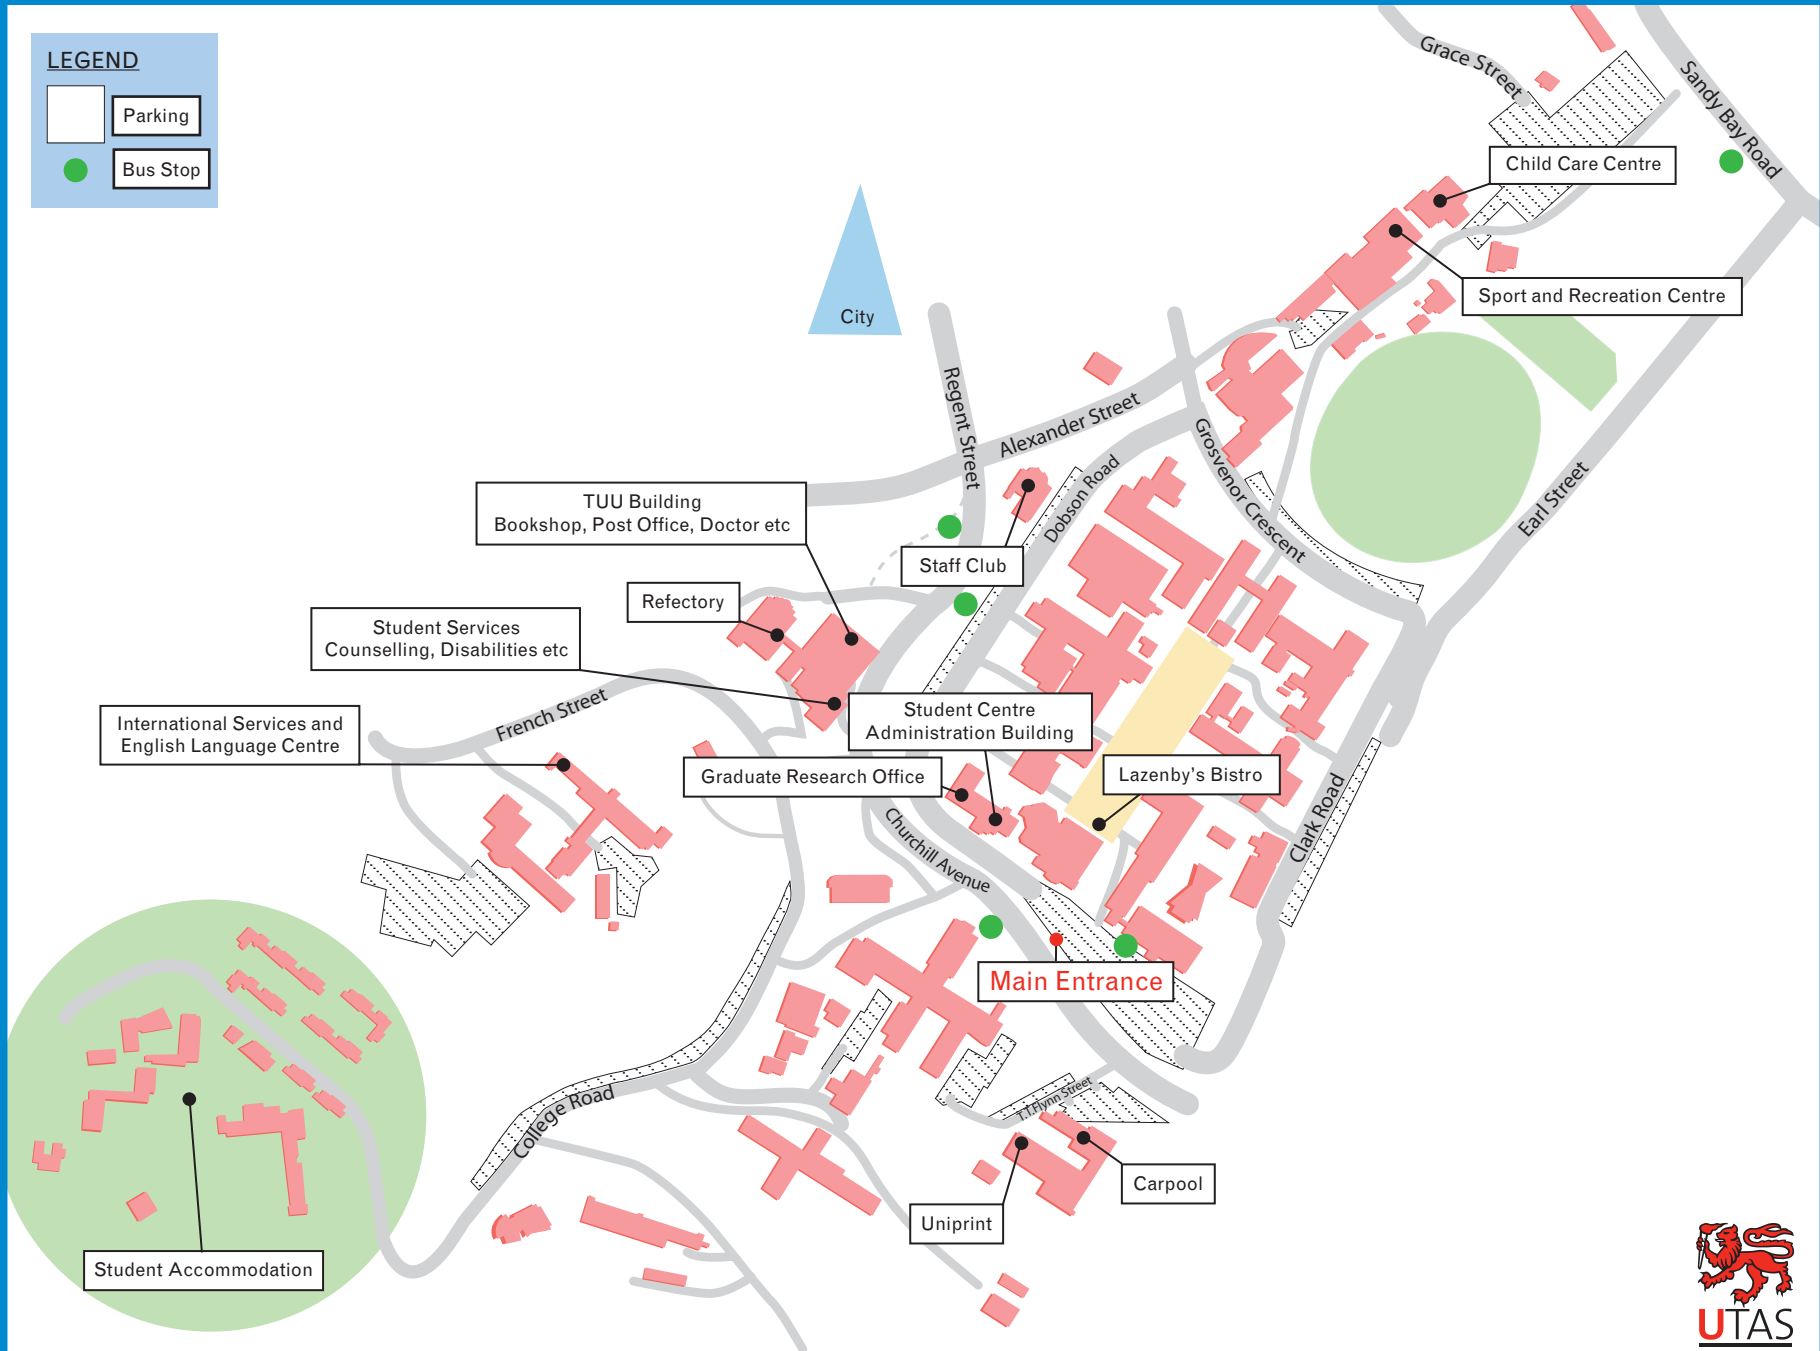 LEGEND
Parking
Bus Stop
Grace Street
Sandy Bay Road
Child Care Centre
Sport and Recreation Centre
City
Regent Street
Alexander Street
Grosvenor Crescent
Dobson Road
Earl Street
TUU Building
Bookshop, Post Office, Doctor etc
Staff Club
Refectory
Student Services
Counselling, Disabilities etc
French Street
International Services and
English Language Centre
Student Centre
Administration Building
Graduate Research Office
Lazenby's Bistro
Clark Road
Churchill Avenue
Main Entrance
College Road
T.T.Flynn Street
Carpool
Uniprint
Student Accommodation
UTAS